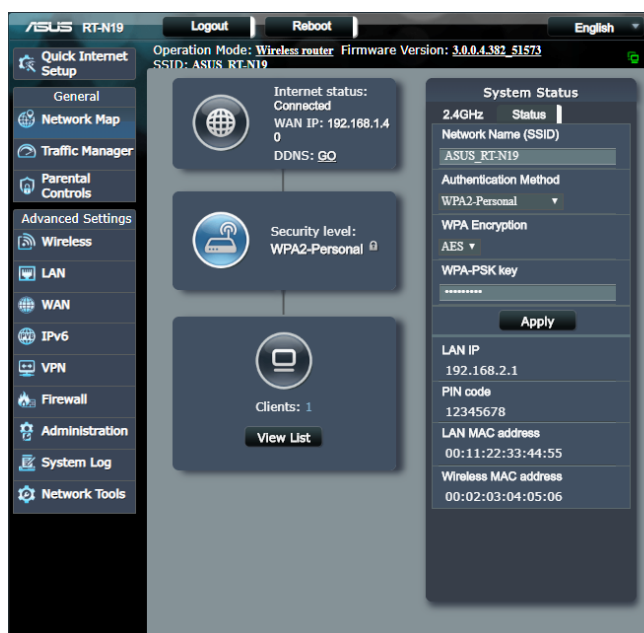 ASUS RT-N19
Logout
Reboot
English
Operation Mode: Wireless router Firmware Version: 3.0.0.4.382_51573
SSID: ASUS_RT-N19
Quick Internet
Setup
General
Network Map
Traffic Manager
Parental
Controls
Advanced Settings
Wireless
LAN
WAN
IPv6
VPN
Firewall
Administration
System Log
Network Tools
Internet status:
Connected
WAN IP: 192.168.1.4
0
DDNS: GO
Security level:
WPA2-Personal
Clients: 1
View List
System Status
2.4GHz Status
Network Name (SSID)
ASUS_RT-N19
Authentication Method
WPA2-Personal
WPA Encryption
AES
WPA-PSK key
•••••••••
Apply
LAN IP
192.168.2.1
PIN code
12345678
LAN MAC address
00:11:22:33:44:55
Wireless MAC address
00:02:03:04:05:06